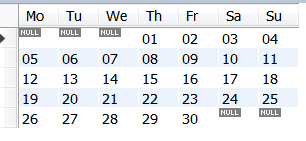 Mo Tu We Th Fr Sa Su
NULL NULL NULL 01 02 03 04
05 06 07 08 09 10 11
12 13 14 15 16 17 18
19 20 21 22 23 24 25
26 27 28 29 30 NULL NULL